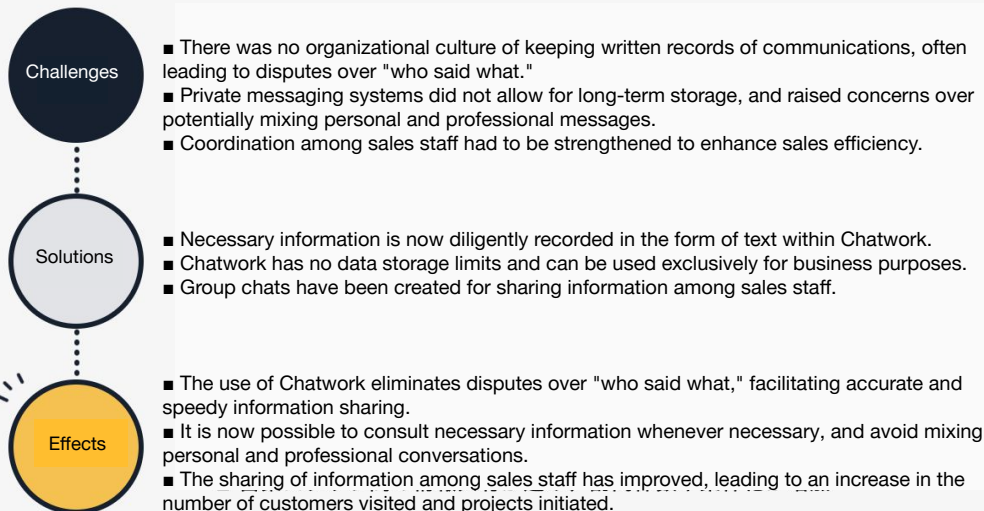 Challenges
■ There was no organizational culture of keeping written records of communications, often
leading to disputes over "who said what."
■ Private messaging systems did not allow for long-term storage, and raised concerns over
potentially mixing personal and professional messages.
■ Coordination among sales staff had to be strengthened to enhance sales efficiency.
Solutions
■ Necessary information is now diligently recorded in the form of text within Chatwork.
■ Chatwork has no data storage limits and can be used exclusively for business purposes.
■ Group chats have been created for sharing information among sales staff.
Effects
■ The use of Chatwork eliminates disputes over "who said what," facilitating accurate and
speedy information sharing.
■ It is now possible to consult necessary information whenever necessary, and avoid mixing
personal and professional conversations.
■ The sharing of information among sales staff has improved, leading to an increase in the
number of customers visited and projects initiated.